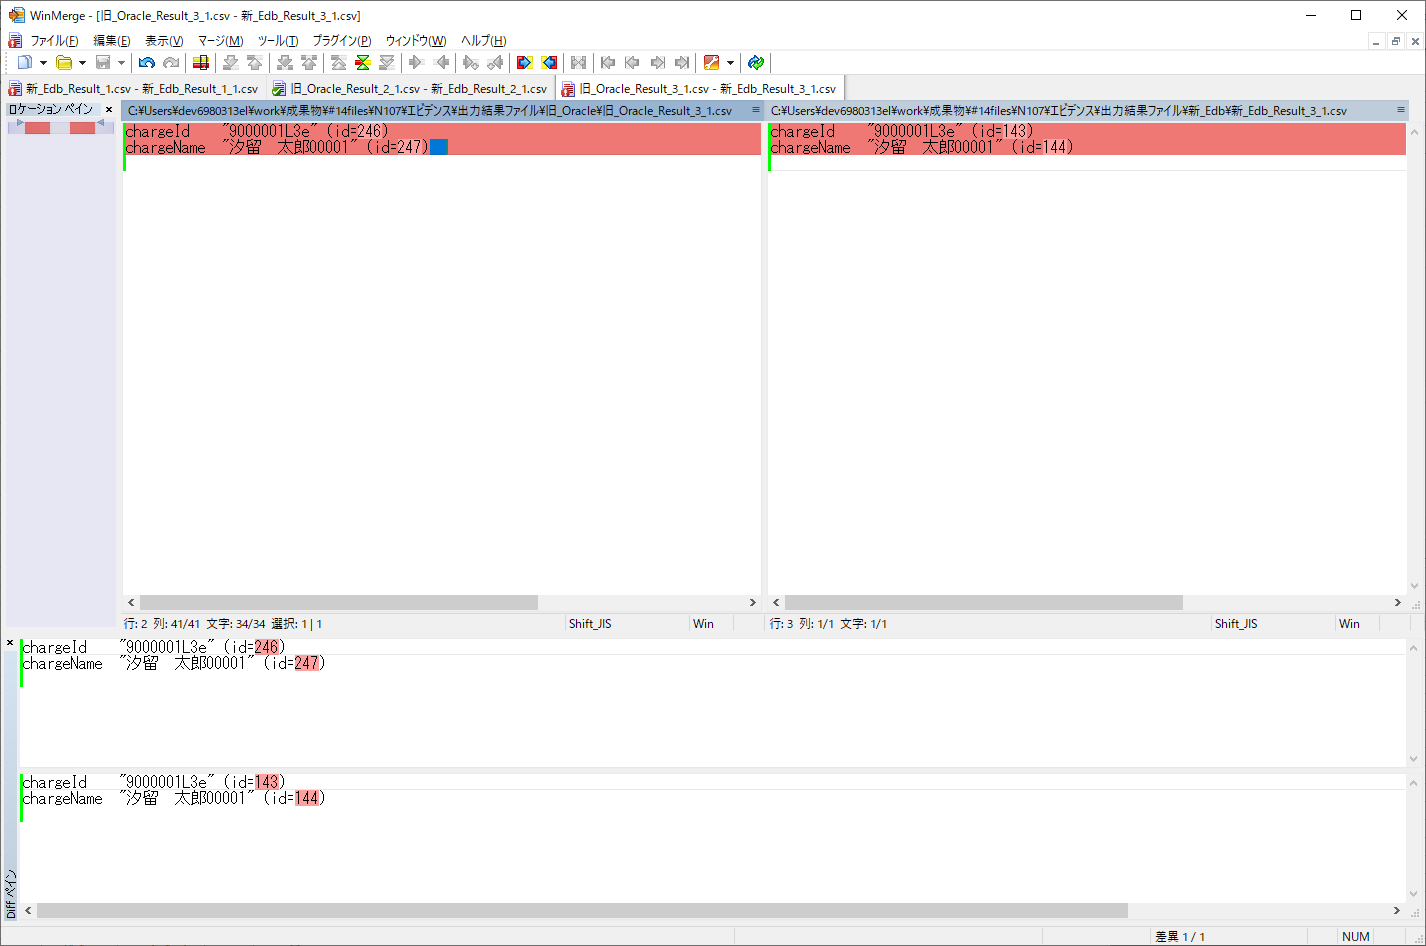 WinMerge - [旧_Oracle_Result_3_1.csv - 新_Edb_Result_3_1.csv]
ファイル(F) 編集(E) 表示(V) マージ(M) ツール(T) プラグイン(P) ウィンドウ(W) ヘルプ(H)
新_Edb_Result_1.csv - 新_Edb_Result_1_1.csv 旧_Oracle_Result_2_1.csv - 新_Edb_Result_2_1.csv 旧_Oracle_Result_3_1.csv - 新_Edb_Result_3_1.csv
ロケーション ペイン
C:¥Users¥dev6980313el¥work¥成果物¥#14files¥N107¥エビデンス¥出力結果ファイル¥旧_Oracle¥旧_Oracle_Result_3_1.csv
C:¥Users¥dev6980313el¥work¥成果物¥#14files¥N107¥エビデンス¥出力結果ファイル¥新_Edb¥新_Edb_Result_3_1.csv
chargeId "9000001L3e" (id=246)
chargeName "汐留　太郎00001" (id=247)
chargeId "9000001L3e" (id=143)
chargeName "汐留　太郎00001" (id=144)
行: 2 列: 41/41 文字: 34/34 選択: 1 | 1 Shift_JIS Win
行: 3 列: 1/1 文字: 1/1 Shift_JIS Win
chargeId "9000001L3e" (id=246)
chargeName "汐留　太郎00001" (id=247)
chargeId "9000001L3e" (id=143)
chargeName "汐留　太郎00001" (id=144)
Diff ペイン
差異 1 / 1 NUM